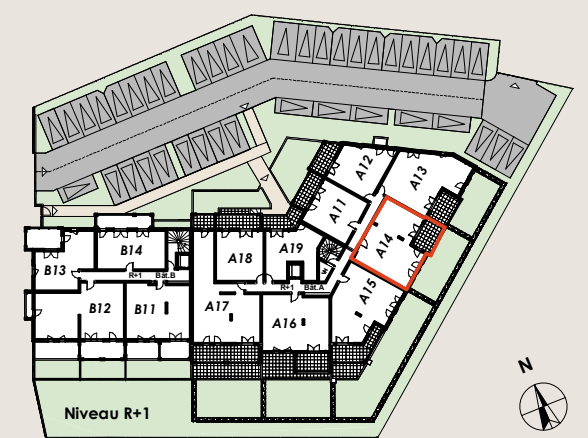 A12
A13
A11
A14
B13
B14
A18
A19
R+1 Bât.B
R+1 Bât.A
A15
B12
B11
A17
A16
N
Niveau R+1